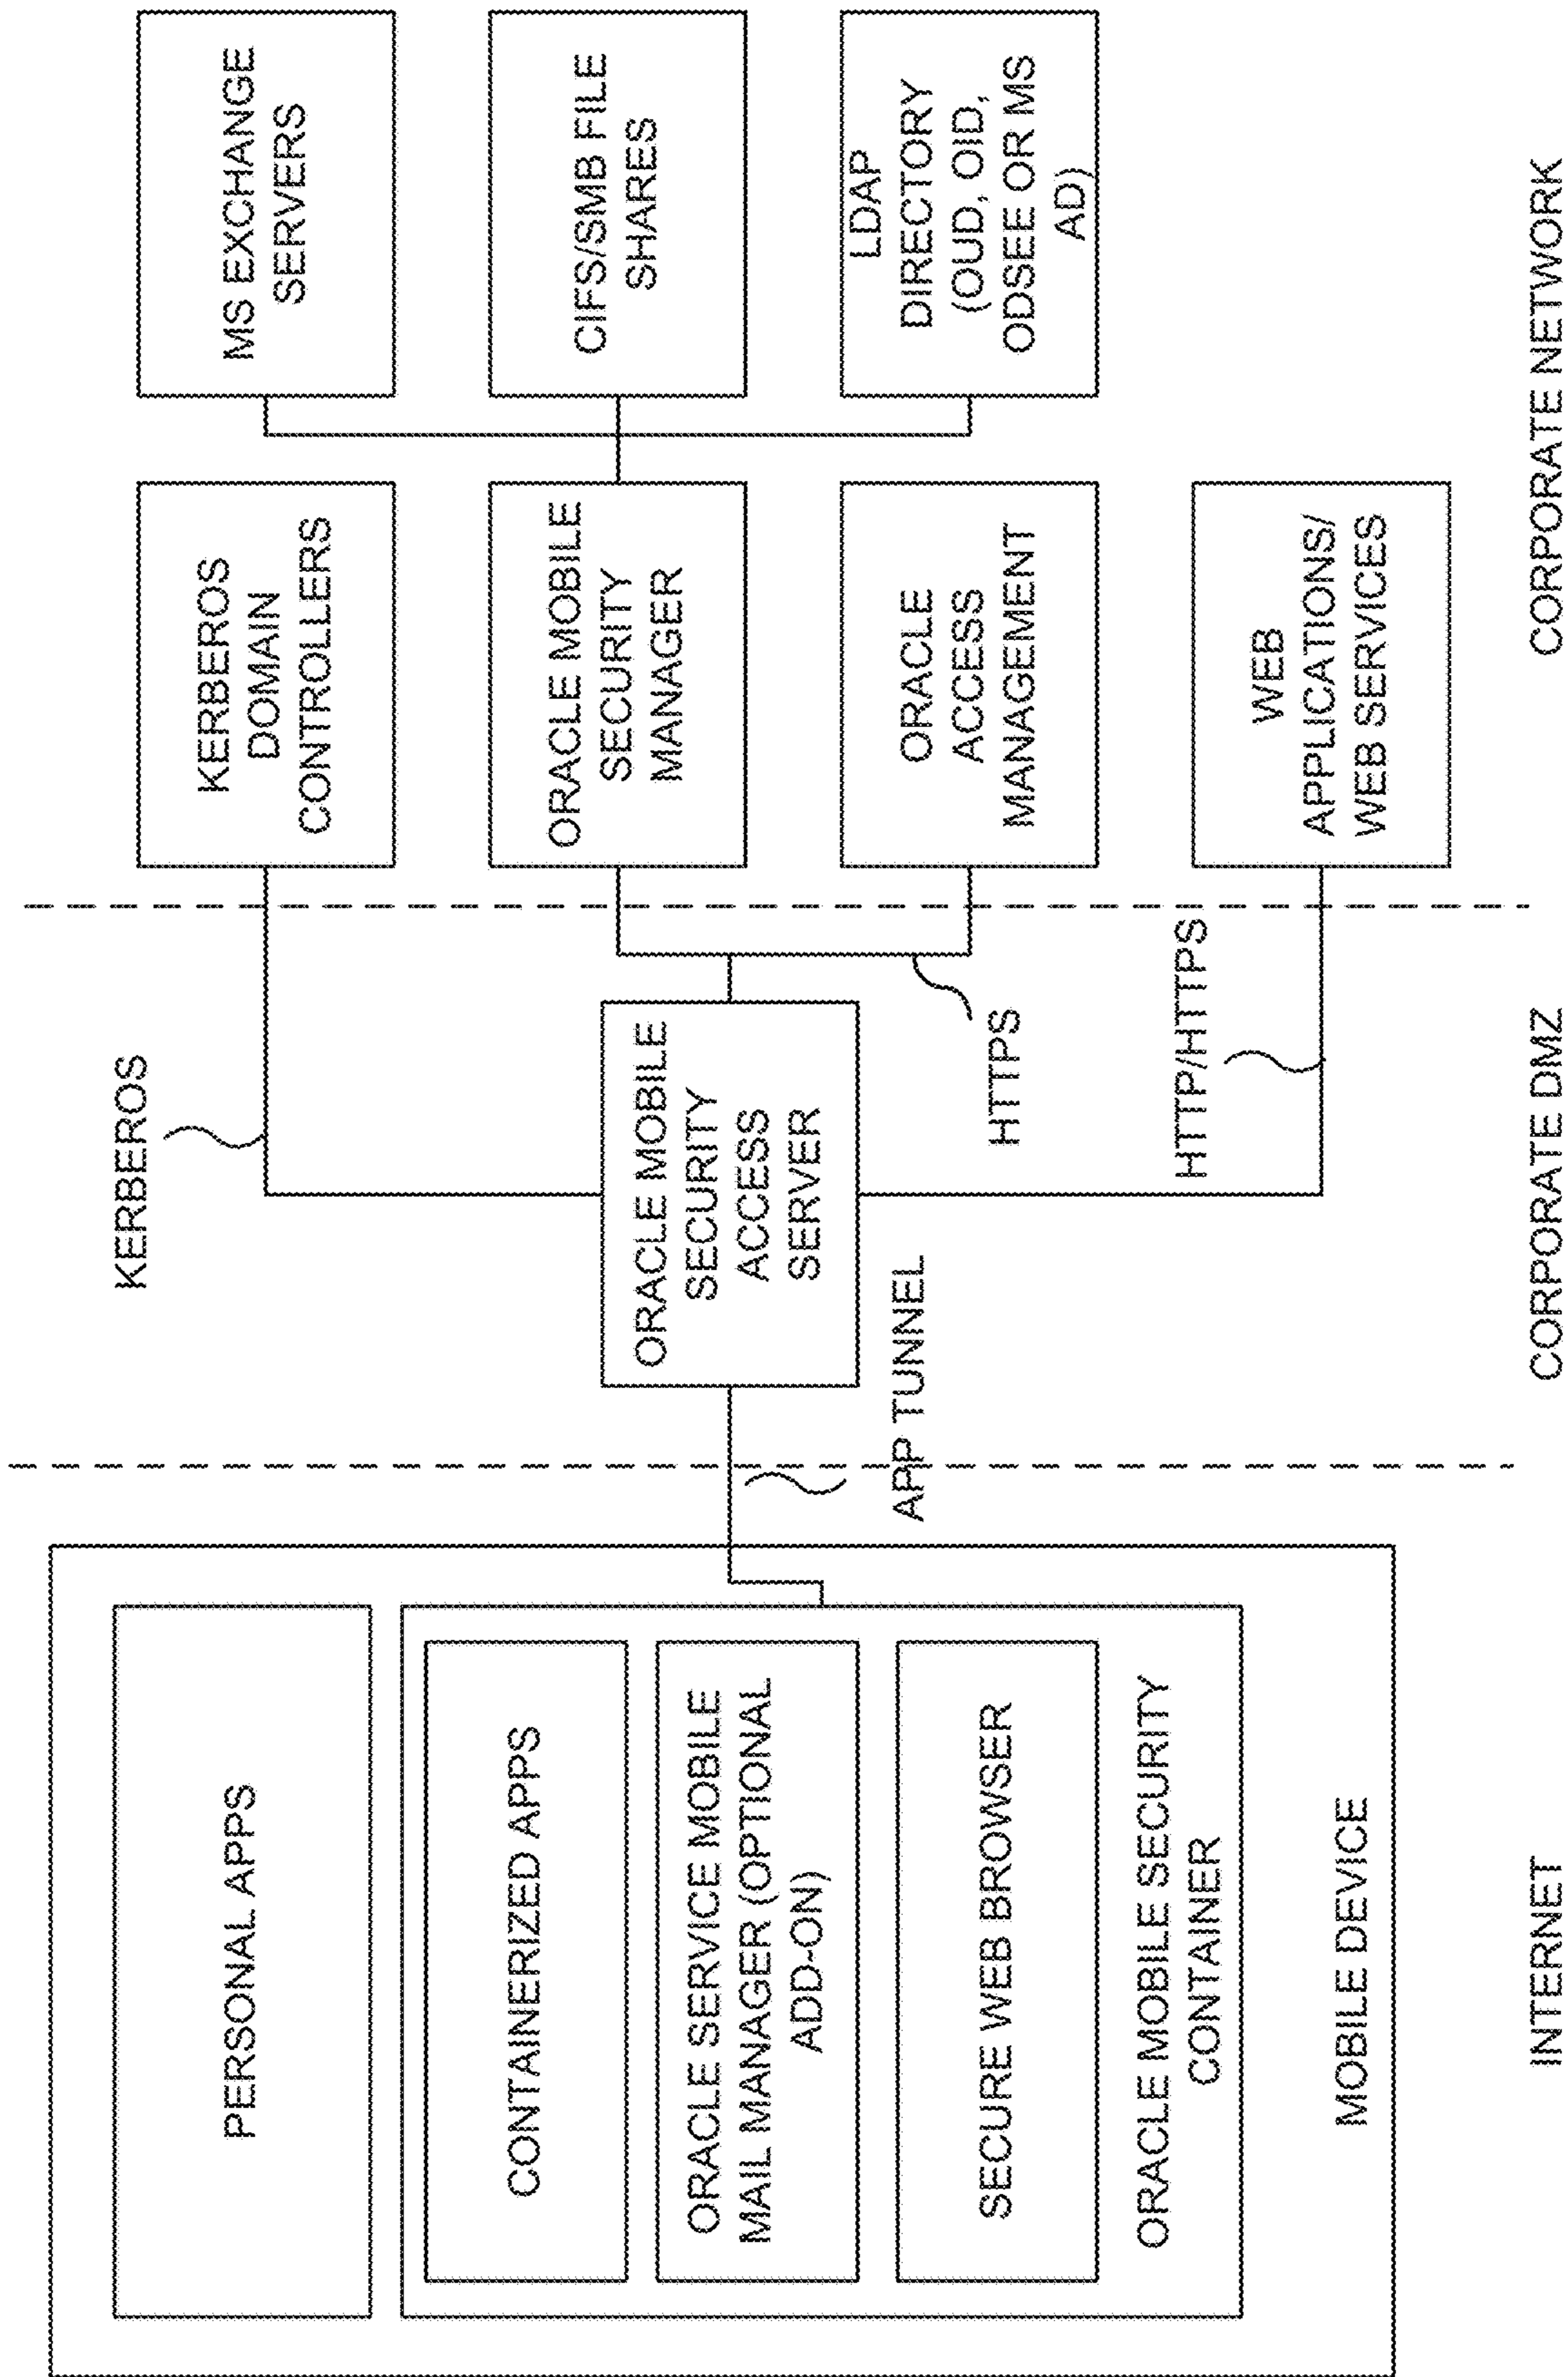 PERSONAL APPS
CONTAINERIZED APPS
ORACLE SERVICE MOBILE
MAIL MANAGER (OPTIONAL
ADD-ON)
SECURE WEB BROWSER
ORACLE MOBILE SECURITY
CONTAINER
MOBILE DEVICE
INTERNET
APP TUNNEL
KERBEROS
ORACLE MOBILE
SECURITY
ACCESS
SERVER
HTTPS
HTTP/HTTPS
CORPORATE DMZ
KERBEROS
DOMAIN
CONTROLLERS
ORACLE MOBILE
SECURITY
MANAGER
ORACLE
ACCESS
MANAGEMENT
WEB
APPLICATIONS/
WEB SERVICES
MS EXCHANGE
SERVERS
CIFS/SMB FILE
SHARES
LDAP
DIRECTORY
(OUD, OID,
ODSEE OR MS
AD)
CORPORATE NETWORK